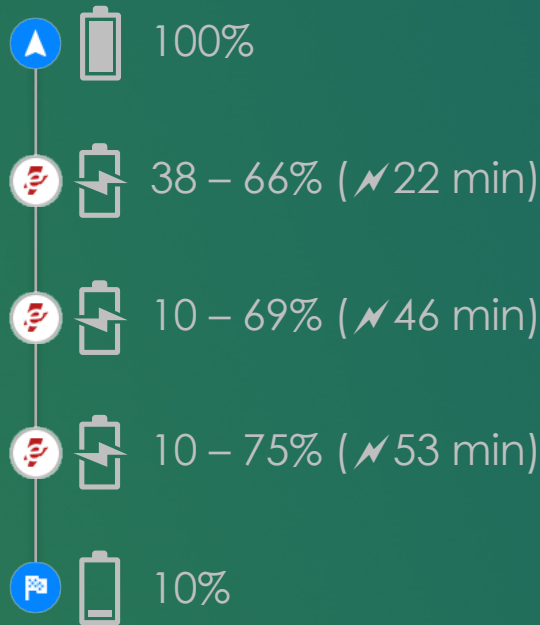 100%
38 – 66% (22 min)
10 – 69% (46 min)
10 – 75% (53 min)
10%